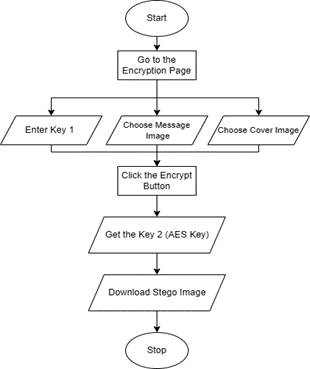 Start
Go to the
Encryption Page
Enter Key 1
Choose Message
Image
Choose Cover Image
Click the Encrypt
Button
Get the Key 2 (AES Key)
Download Stego Image
Stop